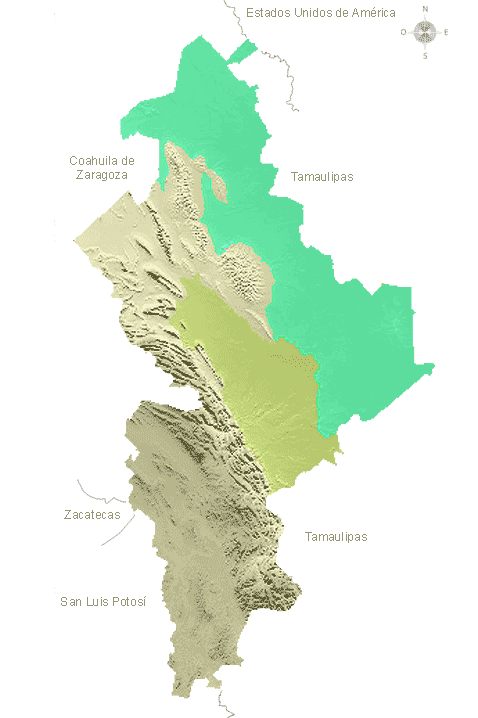 Estados Unidos de América
N
O
E
S
Coahuila de
Zaragoza
Tamaulipas
Zacatecas
Tamaulipas
San Luis Potosí